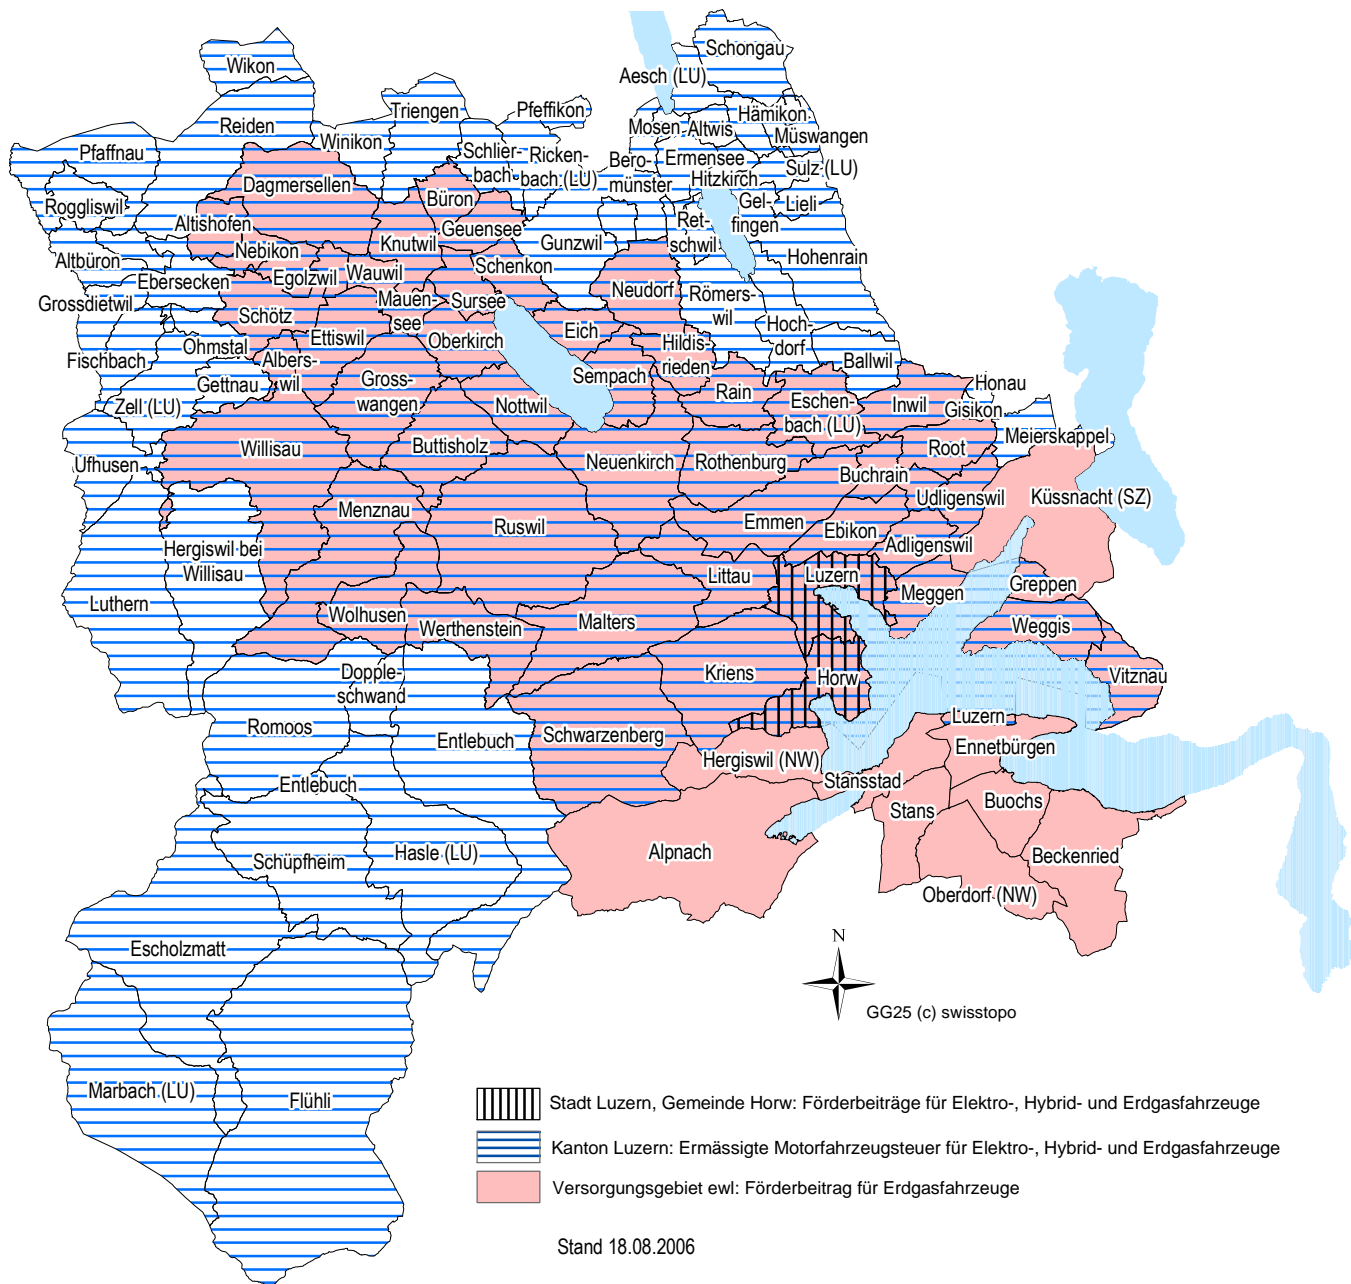 Schongau
Wikon
Aesch (LU)
Triengen
Pfeffikon
Hämikon
Reiden
Winikon
Mosen
Altwis
Müswangen
Pfaffnau
Schlier-
bach
Ricken-
bach (LU)
Bero-
münster
Ermensee
Hitzkirch
Sulz (LU)
Dagmersellen
Büron
Roggliswil
Gel-
fingen
Lieli
Altishofen
Geuensee
Ret-
schwil
Knutwil
Gunzwil
Nebikon
Hohenrain
Altbüron
Ebersecken
Egolzwil
Wauwil
Schenkon
Neudorf
Römers-
wil
Grossdietwil
Mauen-
see
Sursee
Schötz
Hoch-
dorf
Ettiswil
Oberkirch
Eich
Hildis-
rieden
Ohmstal
Fischbach
Albers-
wil
Ballwil
Gettnau
Gross-
wangen
Sempach
Rain
Honau
Zell (LU)
Nottwil
Eschen-
bach (LU)
Inwil
Gisikon
Meierskappel
Willisau
Buttisholz
Root
Ufhusen
Neuenkirch
Rothenburg
Buchrain
Udligenswil
Küssnacht (SZ)
Menznau
Ruswil
Emmen
Ebikon
Adligenswil
Hergiswil bei
Willisau
Littau
Luzern
Meggen
Greppen
Luthern
Wolhusen
Werthenstein
Malters
Weggis
Dopple-
schwand
Kriens
Horw
Vitznau
Romoos
Entlebuch
Schwarzenberg
Luzern
Ennetbürgen
Hergiswil (NW)
Entlebuch
Stansstad
Buochs
Stans
Schüpfheim
Hasle (LU)
Alpnach
Beckenried
Oberdorf (NW)
Escholzmatt
N
GG25 (c) swisstopo
Marbach (LU)
Flühli
Stadt Luzern, Gemeinde Horw: Förderbeiträge für Elektro-, Hybrid- und Erdgasfahrzeuge
Kanton Luzern: Ermässigte Motorfahrzeugsteuer für Elektro-, Hybrid- und Erdgasfahrzeuge
Versorgungsgebiet ewl: Förderbeitrag für Erdgasfahrzeuge
Stand 18.08.2006